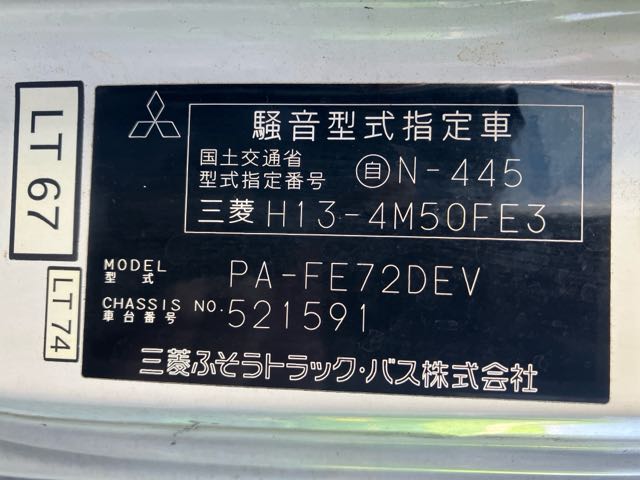 LT 67
LT 74
騒音型式指定車
国土交通省
型式指定番号 自 N-445
三菱 H13-4M50FE3
MODEL
型式 PA-FE72DEV
CHASSIS NO.
車台番号 521591
三菱ふそうトラック・バス株式会社